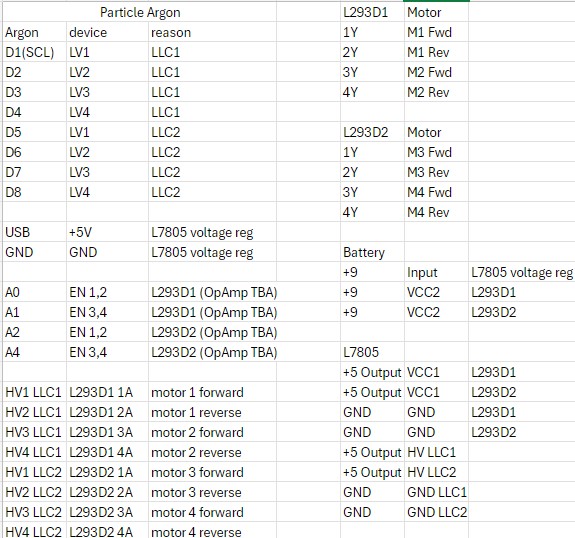 Particle Argon L293D1 Motor
Argon device reason 1Y M1 Fwd
D1(SCL) LV1 LLC1 2Y M1 Rev
D2 LV2 LLC1 3Y M2 Fwd
D3 LV3 LLC1 4Y M2 Rev
D4 LV4 LLC1
D5 LV1 LLC2 L293D2 Motor
D6 LV2 LLC2 1Y M3 Fwd
D7 LV3 LLC2 2Y M3 Rev
D8 LV4 LLC2 3Y M4 Fwd
4Y M4 Rev
USB +5V L7805 voltage reg
GND GND L7805 voltage reg Battery
+9 Input L7805 voltage reg
A0 EN 1,2 L293D1 (OpAmp TBA) +9 VCC2 L293D1
A1 EN 3,4 L293D1 (OpAmp TBA) +9 VCC2 L293D2
A2 EN 1,2 L293D2 (OpAmp TBA)
A4 EN 3,4 L293D2 (OpAmp TBA) L7805
+5 Output VCC1 L293D1
HV1 LLC1 L293D1 1A motor 1 forward +5 Output VCC1 L293D2
HV2 LLC1 L293D1 2A motor 1 reverse GND GND L293D1
HV3 LLC1 L293D1 3A motor 2 forward GND GND L293D2
HV4 LLC1 L293D1 4A motor 2 reverse +5 Output HV LLC1
HV1 LLC2 L293D2 1A motor 3 forward +5 Output HV LLC2
HV2 LLC2 L293D2 2A motor 3 reverse GND GND LLC1
HV3 LLC2 L293D2 3A motor 4 forward GND GND LLC2
HV4 LLC2 L293D2 4A motor 4 reverse